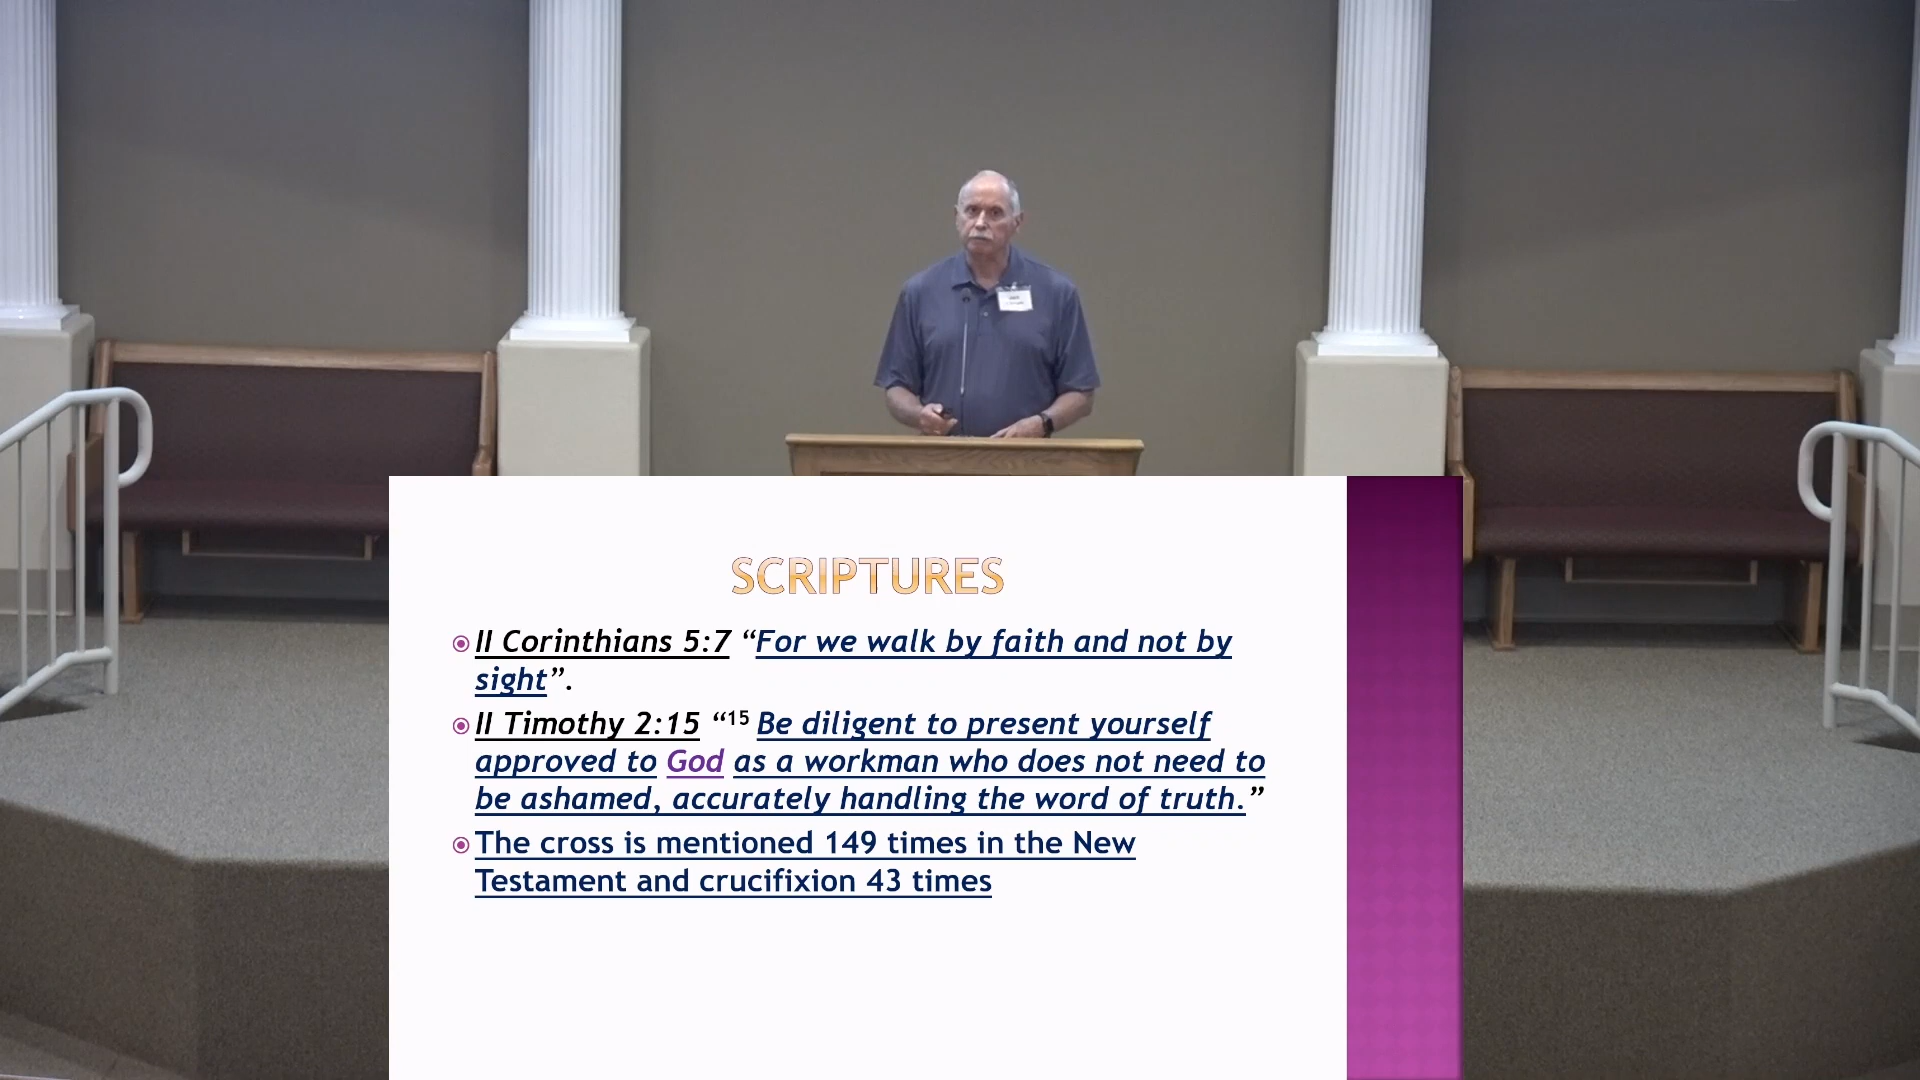 SCRIPTURES
II Corinthians 5:7 “For we walk by faith and not by
sight”.
II Timothy 2:15 “15 Be diligent to present yourself
approved to God as a workman who does not need to
be ashamed, accurately handling the word of truth.”
The cross is mentioned 149 times in the New
Testament and crucifixion 43 times